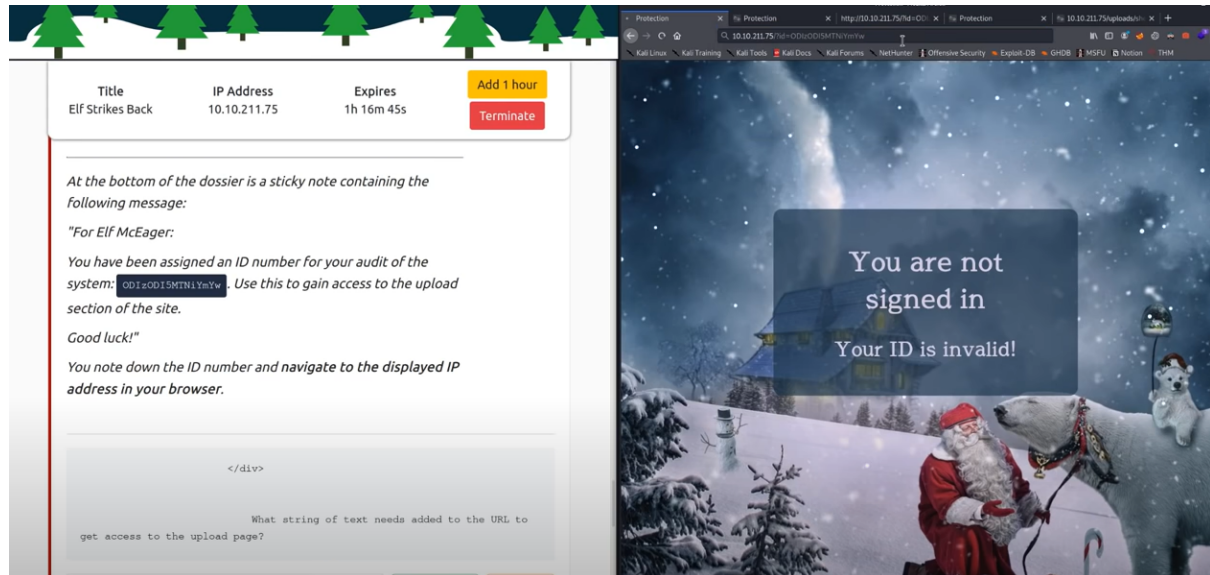 Title
IP Address
Expires
Elf Strikes Back
10.10.211.75
1h 16m 45s
Add 1 hour
Terminate
At the bottom of the dossier is a sticky note containing the
following message:
"For Elf McEager:
You have been assigned an ID number for your audit of the
system: ODIzODI5MTNiYmYw . Use this to gain access to the upload
section of the site.
Good luck!"
You note down the ID number and navigate to the displayed IP
address in your browser.
</div>
What string of text needs added to the URL to
get access to the upload page?
Protection
Protection
http://10.10.211.75/?id=ODI
Protection
10.10.211.75/uploads/sh
10.10.211.75/?id=ODIzODI5MTNiYmYw
Kali Linux
Kali Training
Kali Tools
Kali Docs
Kali Forums
NetHunter
Offensive Security
Exploit-DB
GHDB
MSFU
Notion
THM
You are not
signed in
Your ID is invalid!